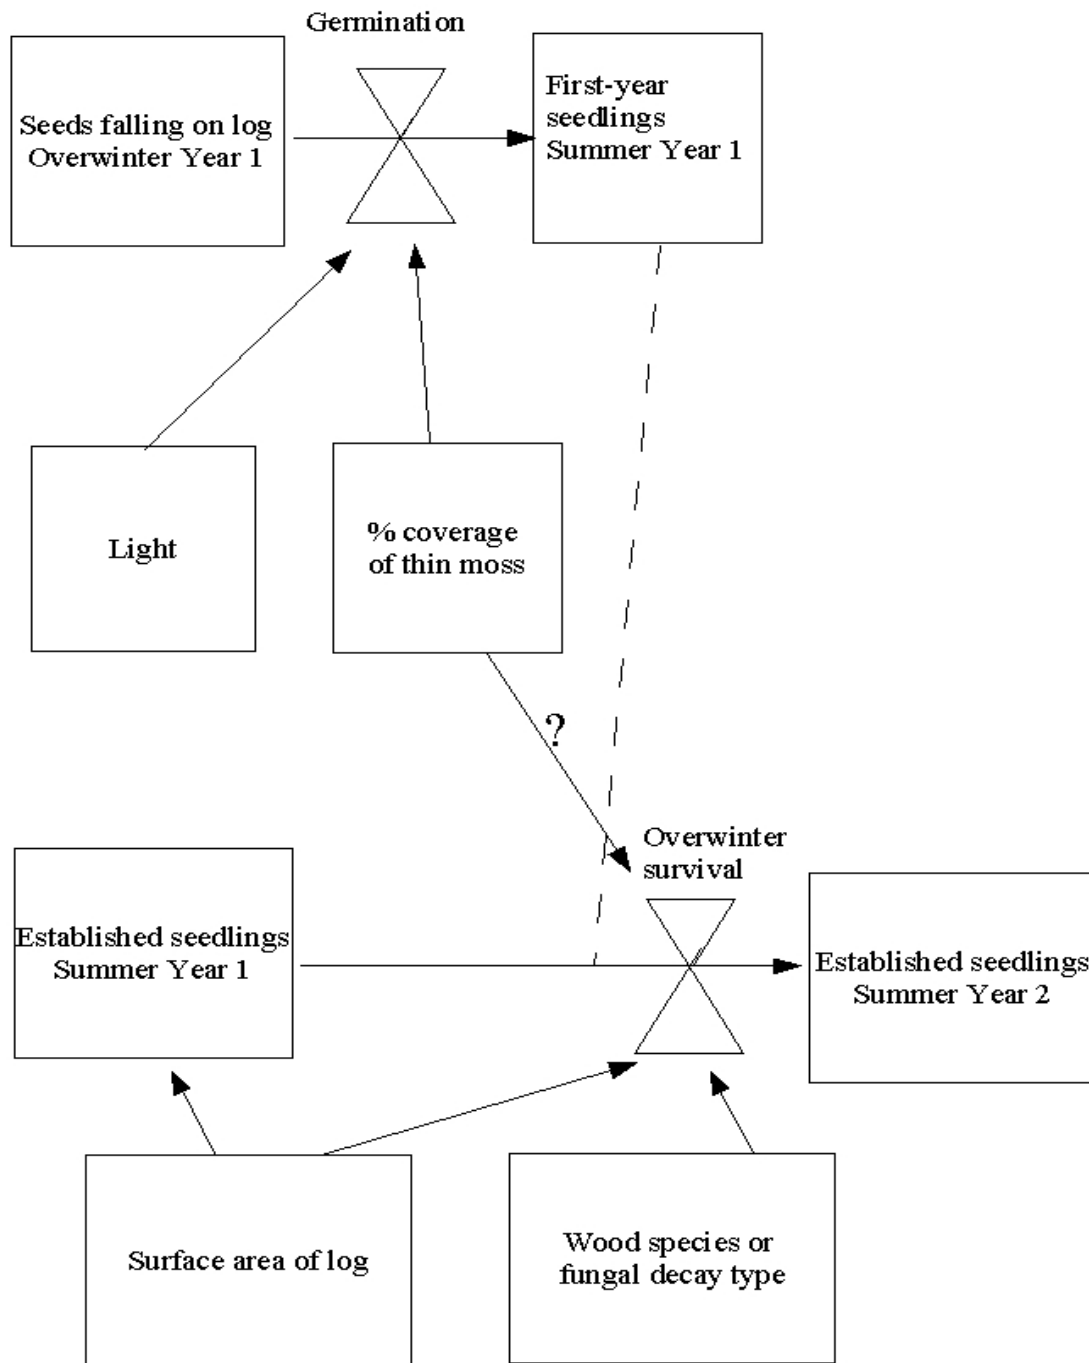 Germination
Seeds falling on log
Overwinter Year 1
First-year
seedlings
Summer Year 1
Light
% coverage
of thin moss
?
Overwinter
survival
Established seedlings
Summer Year 1
Established seedlings
Summer Year 2
Surface area of log
Wood species or
fungal decay type